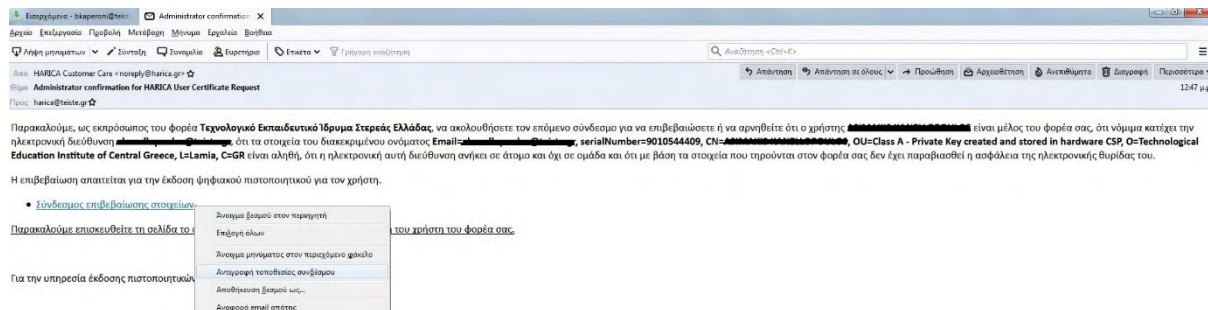 Εισερχόμενα - bkaperoni@teist
Administrator confirmation
Αρχείο Επεξεργασία Προβολή Μετάβαση Μήνυμα Εργαλεία Βοήθεια
Λήψη μηνυμάτων Σύνταξη Συνομιλία Ευρετήριο Ετικέτα Γρήγορη αναζήτηση Αναζήτηση <Ctrl+K>
Από HARICA Customer Care <noreply@harica.gr> Απάντηση Απάντηση σε όλους Προώθηση Αρχειοθέτηση Ανεπιθύμητα Διαγραφή Περισσότερα
Θέμα Administrator confirmation for HARICA User Certificate Request 12:47 μμ
Προς harica@teiste.gr
Παρακαλούμε, ως εκπρόσωπος του φορέα Τεχνολογικό Εκπαιδευτικό Ίδρυμα Στερεάς Ελλάδας, να ακολουθήσετε τον επόμενο σύνδεσμο για να επιβεβαιώσετε ή να αρνηθείτε ότι ο χρήστης είναι μέλος του φορέα σας, ότι νόμιμα κατέχει την
ηλεκτρονική διεύθυνση , ότι τα στοιχεία του διακεκριμένου ονόματος Email= , serialNumber=9010544409, CN= , OU=Class A - Private Key created and stored in hardware CSP, O=Technological
Education Institute of Central Greece, L=Lamia, C=GR είναι αληθή, ότι η ηλεκτρονική αυτή διεύθυνση ανήκει σε άτομο και όχι σε ομάδα και ότι με βάση τα στοιχεία που τηρούνται στον φορέα σας δεν έχει παραβιασθεί η ασφάλεια της ηλεκτρονικής θυρίδας του.
Η επιβεβαίωση απαιτείται για την έκδοση ψηφιακού πιστοποιητικού για τον χρήστη.
• Σύνδεσμος επιβεβαίωσης στοιχείων
Άνοιγμα δεσμού στον περιηγητή
Παρακαλούμε επισκευθείτε τη σελίδα το Επιλογή όλων του χρήστη του φορέα σας.
Άνοιγμα μηνύματος στον περιεχόμενο φάκελο
Για την υπηρεσία έκδοσης πιστοποιητικών Αντιγραφή τοποθεσίας συνδέσμου
Αποθήκευση δεσμού ως...
Αναφορά email απάτης